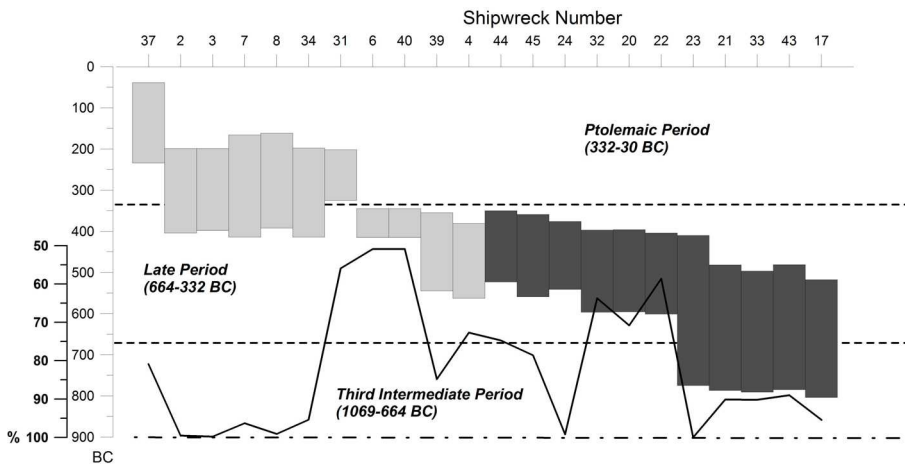 Shipwreck Number
37 2 3 7 8 34 31 6 40 39 4 44 45 24 32 20 22 23 21 33 43 17
0
100
200
300
400
500
600
700
800
900
BC
50
60
70
80
90
% 100
Ptolemaic Period
(332-30 BC)
Late Period
(664-332 BC)
Third Intermediate Period
(1069-664 BC)